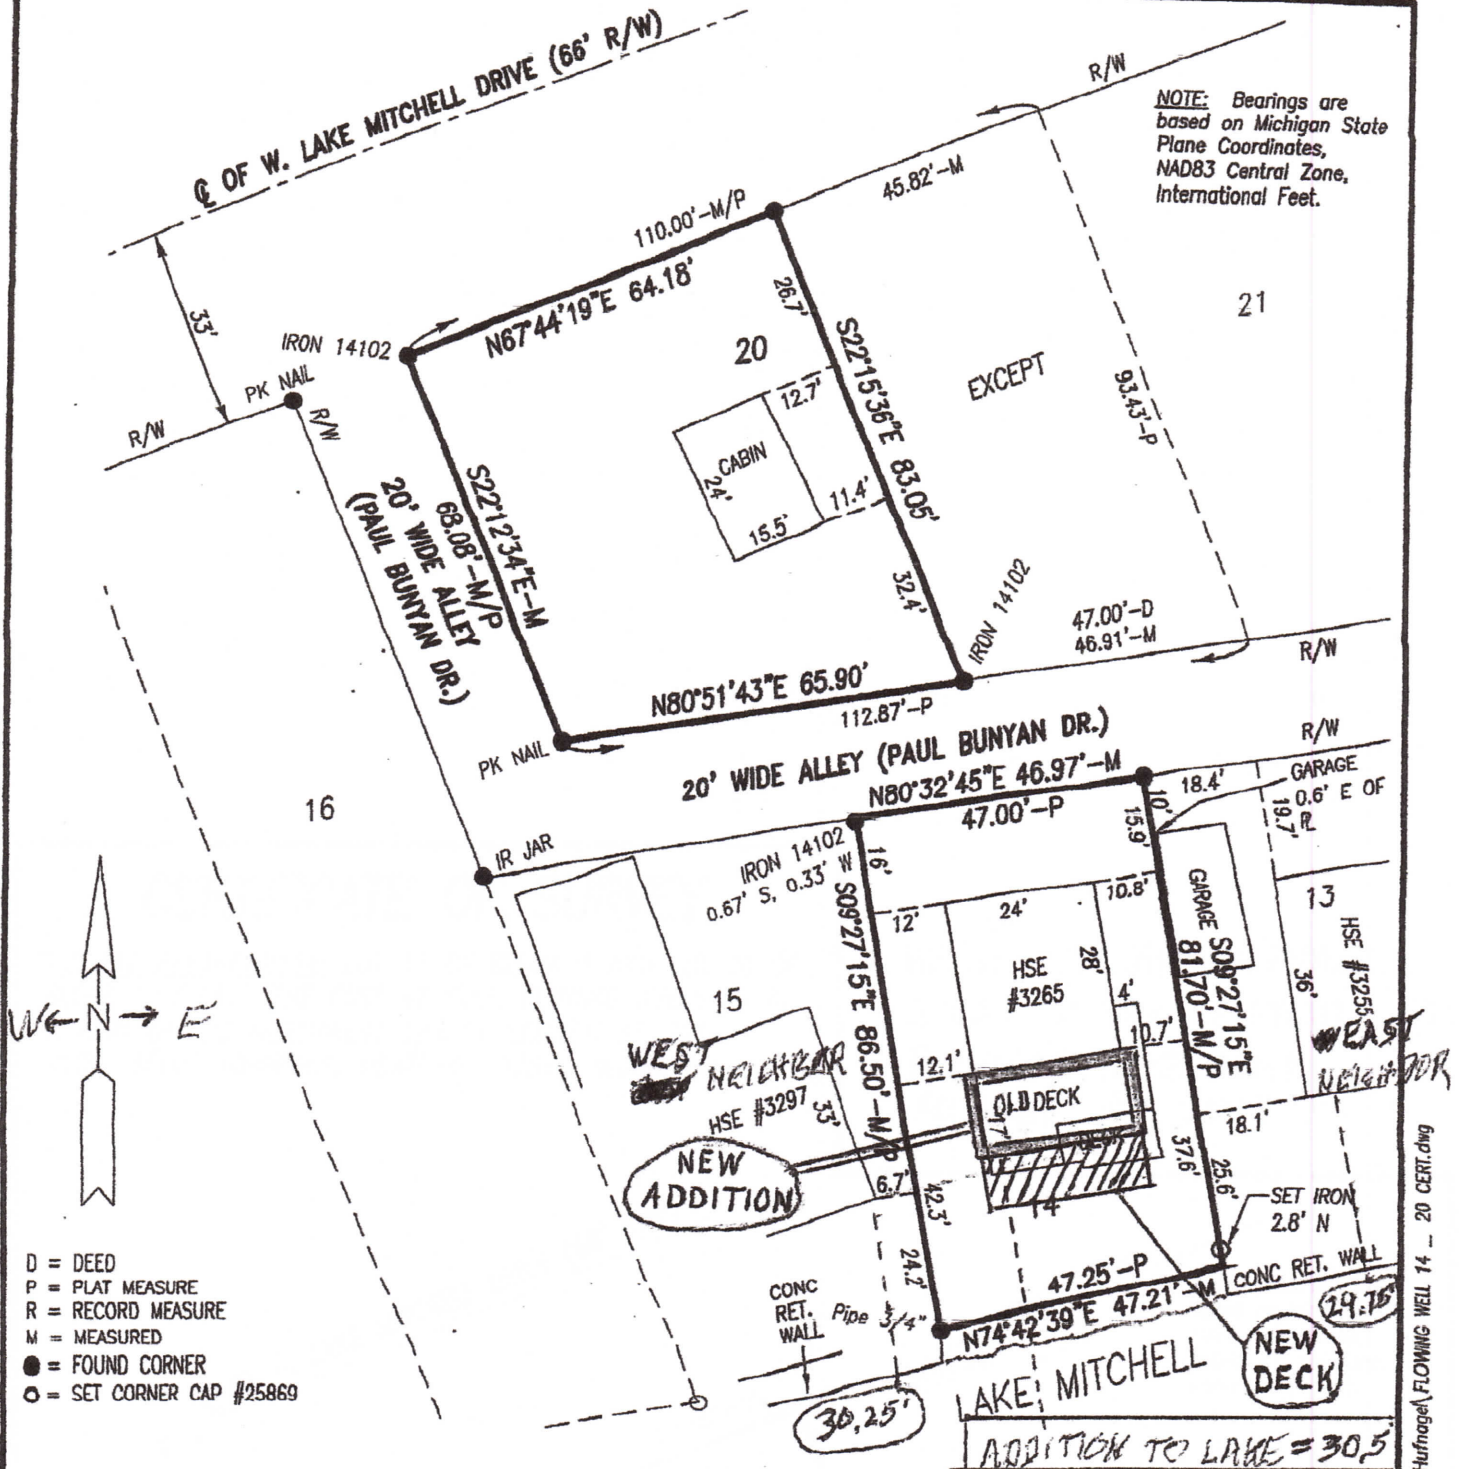 ℄ OF W. LAKE MITCHELL DRIVE (66' R/W)
R/W
NOTE: Bearings are
based on Michigan State
Plane Coordinates,
NAD83 Central Zone,
International Feet.
45.82'-M
110.00'-M/P
N67°44'19"E 64.18'
33'
IRON 14102
PK NAIL
R/W
R/W
26.7'
20
21
EXCEPT
93.43'-P
S22°15'36"E 83.05'
12.7'
CABIN
24'
11.4'
15.5'
32.4'
S22°12'34"E-M
68.08'-M/P
20' WIDE ALLEY
(PAUL BUNYAN DR.)
IRON 14102
47.00'-D
46.91'-M
R/W
N80°51'43"E 65.90'
112.87'-P
PK NAIL
20' WIDE ALLEY (PAUL BUNYAN DR.)
R/W
16
N80°32'45"E 46.97'-M
47.00'-P
18.4'
GARAGE
0.6' E OF
PL
10'
15.9'
19.7'
IR JAR
IRON 14102
0.67' S, 0.33' W
16'
12'
24'
10.8'
GARAGE
13
HSE #3255
36'
HSE
#3265
28'
4'
10.7'
S09°27'15"E
81.70'-M/P
S09°27'15"E 86.50'-M/P
15
W
N
E
WEST
NEIGHBOR
HSE #3297
33'
12.1'
OLD DECK
17'
DECK
EAST
NEIGHBOR
18.1'
37.6'
25.6'
NEW
ADDITION
6.7'
42.3'
24.2'
14
SET IRON
2.8' N
47.25'-P
N74°42'39"E 47.21'-M
CONC RET. WALL
29.75'
CONC
RET.
WALL
Pipe 3/4"
NEW
DECK
LAKE MITCHELL
30.25'
ADDITION TO LAKE = 30.5
D = DEED
P = PLAT MEASURE
R = RECORD MEASURE
M = MEASURED
● = FOUND CORNER
○ = SET CORNER CAP #25869
Hufnagel\FLOWING WELL 14 _ 20 CERT.dwg